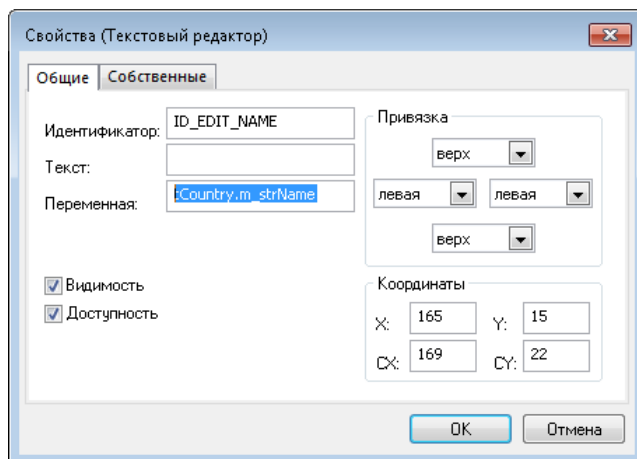 Свойства (Текстовый редактор)
Общие Собственные
Идентификатор: ID_EDIT_NAME
Текст:
Переменная: tCountry.m_strName
Видимость
Доступность
Привязка
верх
левая левая
верх
Координаты
X: 165 Y: 15
CX: 169 CY: 22
OK Отмена